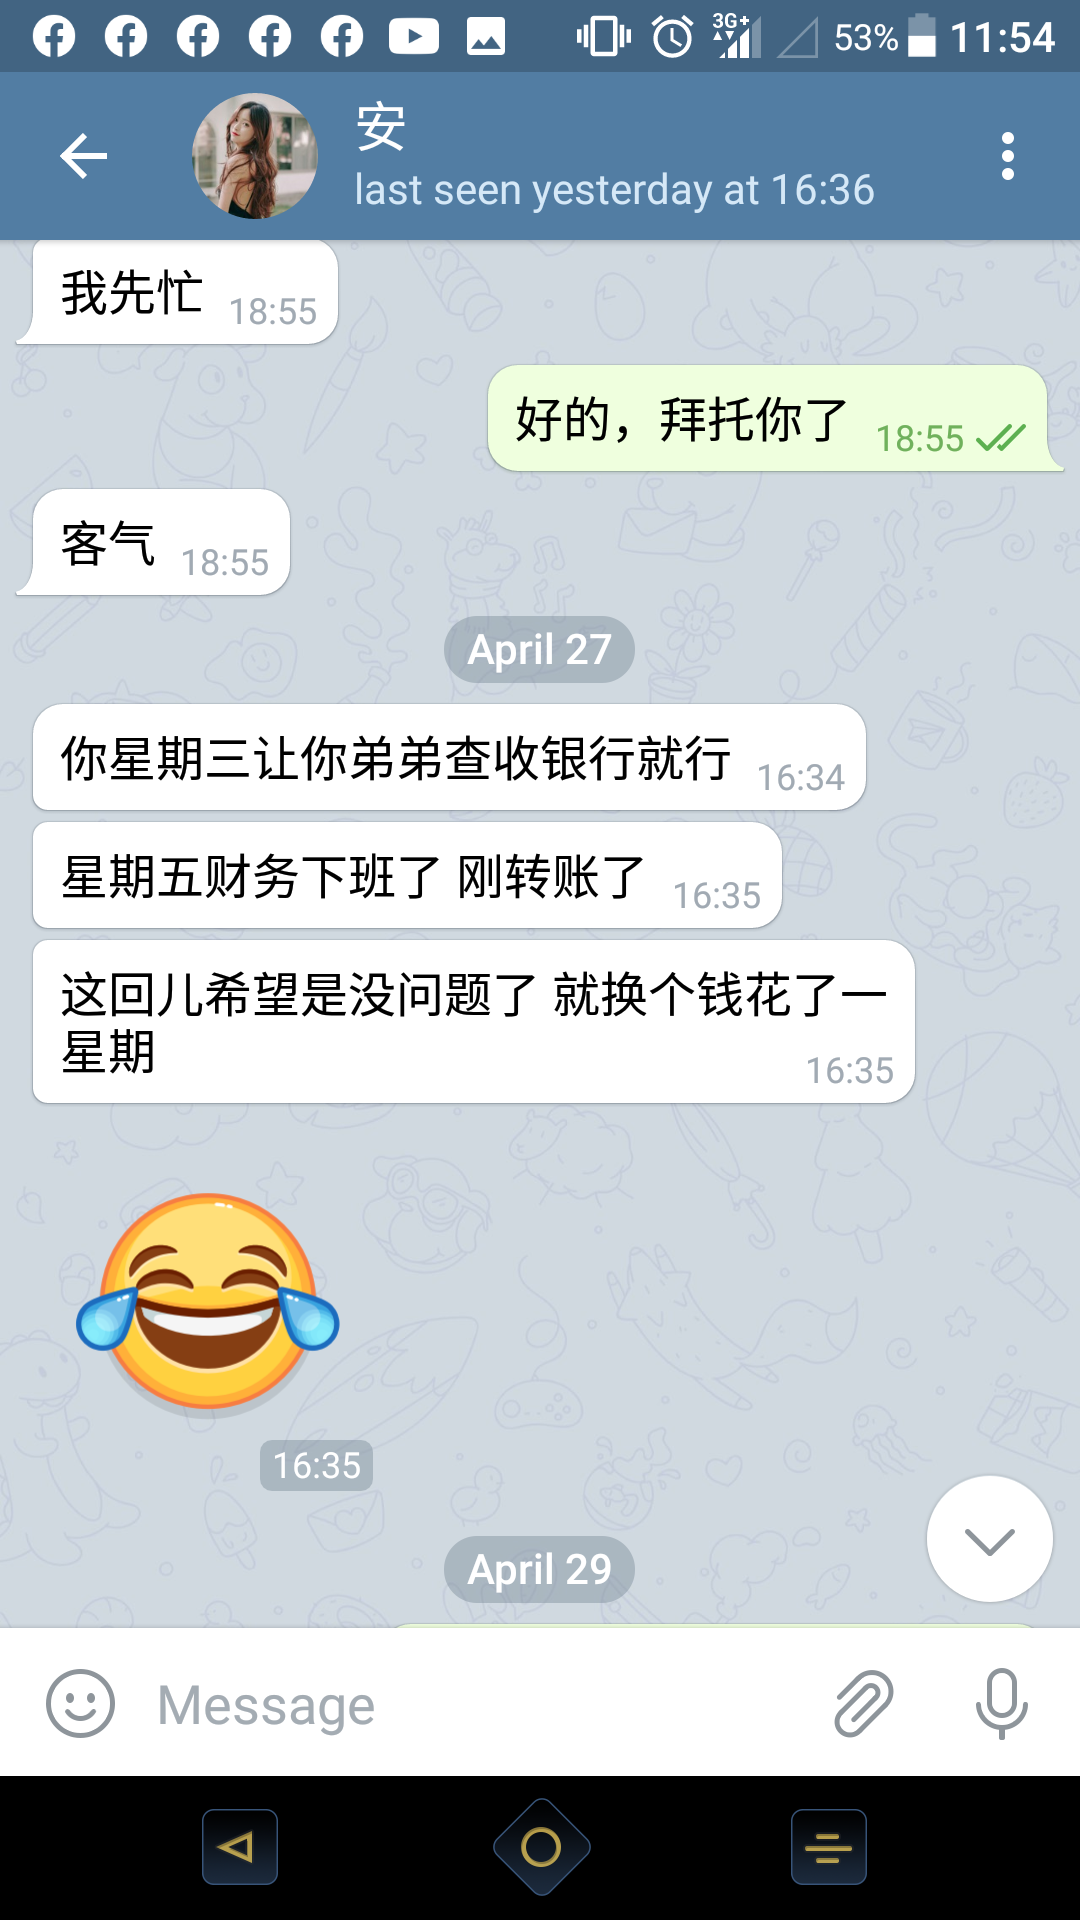 3G+ 53% 11:54
安
last seen yesterday at 16:36
我先忙 18:55
好的，拜托你了 18:55
客气 18:55
April 27
你星期三让你弟弟查收银行就行 16:34
星期五财务下班了 刚转账了 16:35
这回儿希望是没问题了 就换个钱花了一
星期 16:35
16:35
April 29
Message